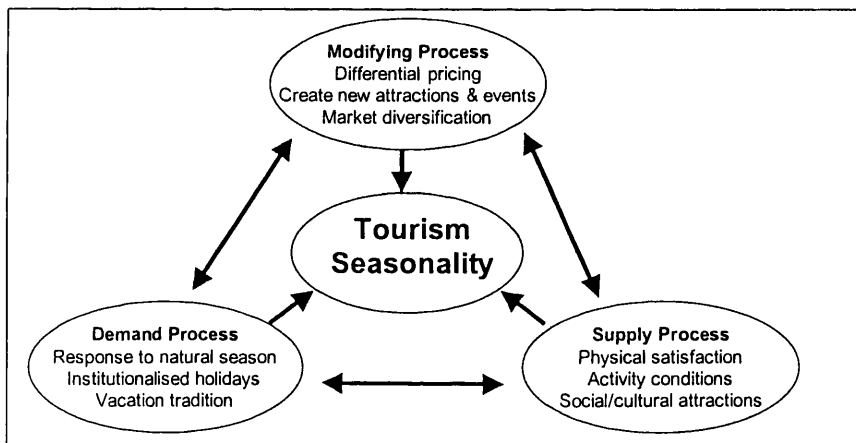 Modifying Process
Differential pricing
Create new attractions & events
Market diversification
Tourism
Seasonality
Demand Process
Response to natural season
Institutionalised holidays
Vacation tradition
Supply Process
Physical satisfaction
Activity conditions
Social/cultural attractions